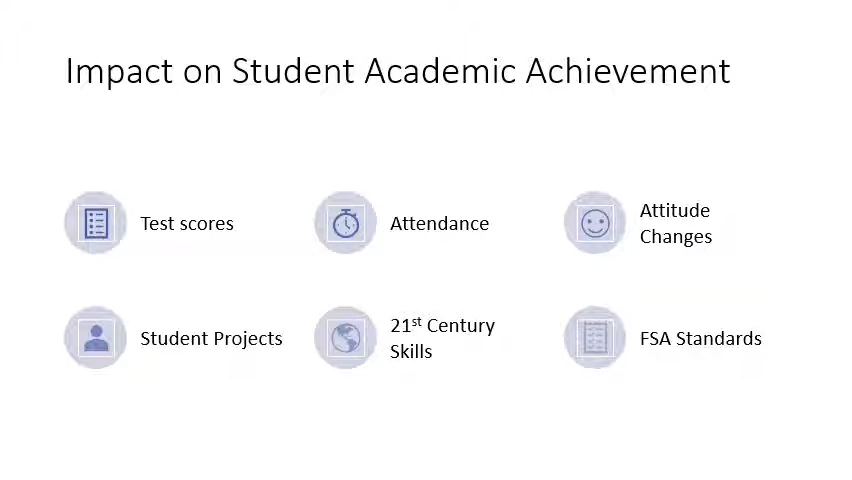 Impact on Student Academic Achievement
Test scores
Attendance
Attitude
Changes
Student Projects
21st Century
Skills
FSA Standards